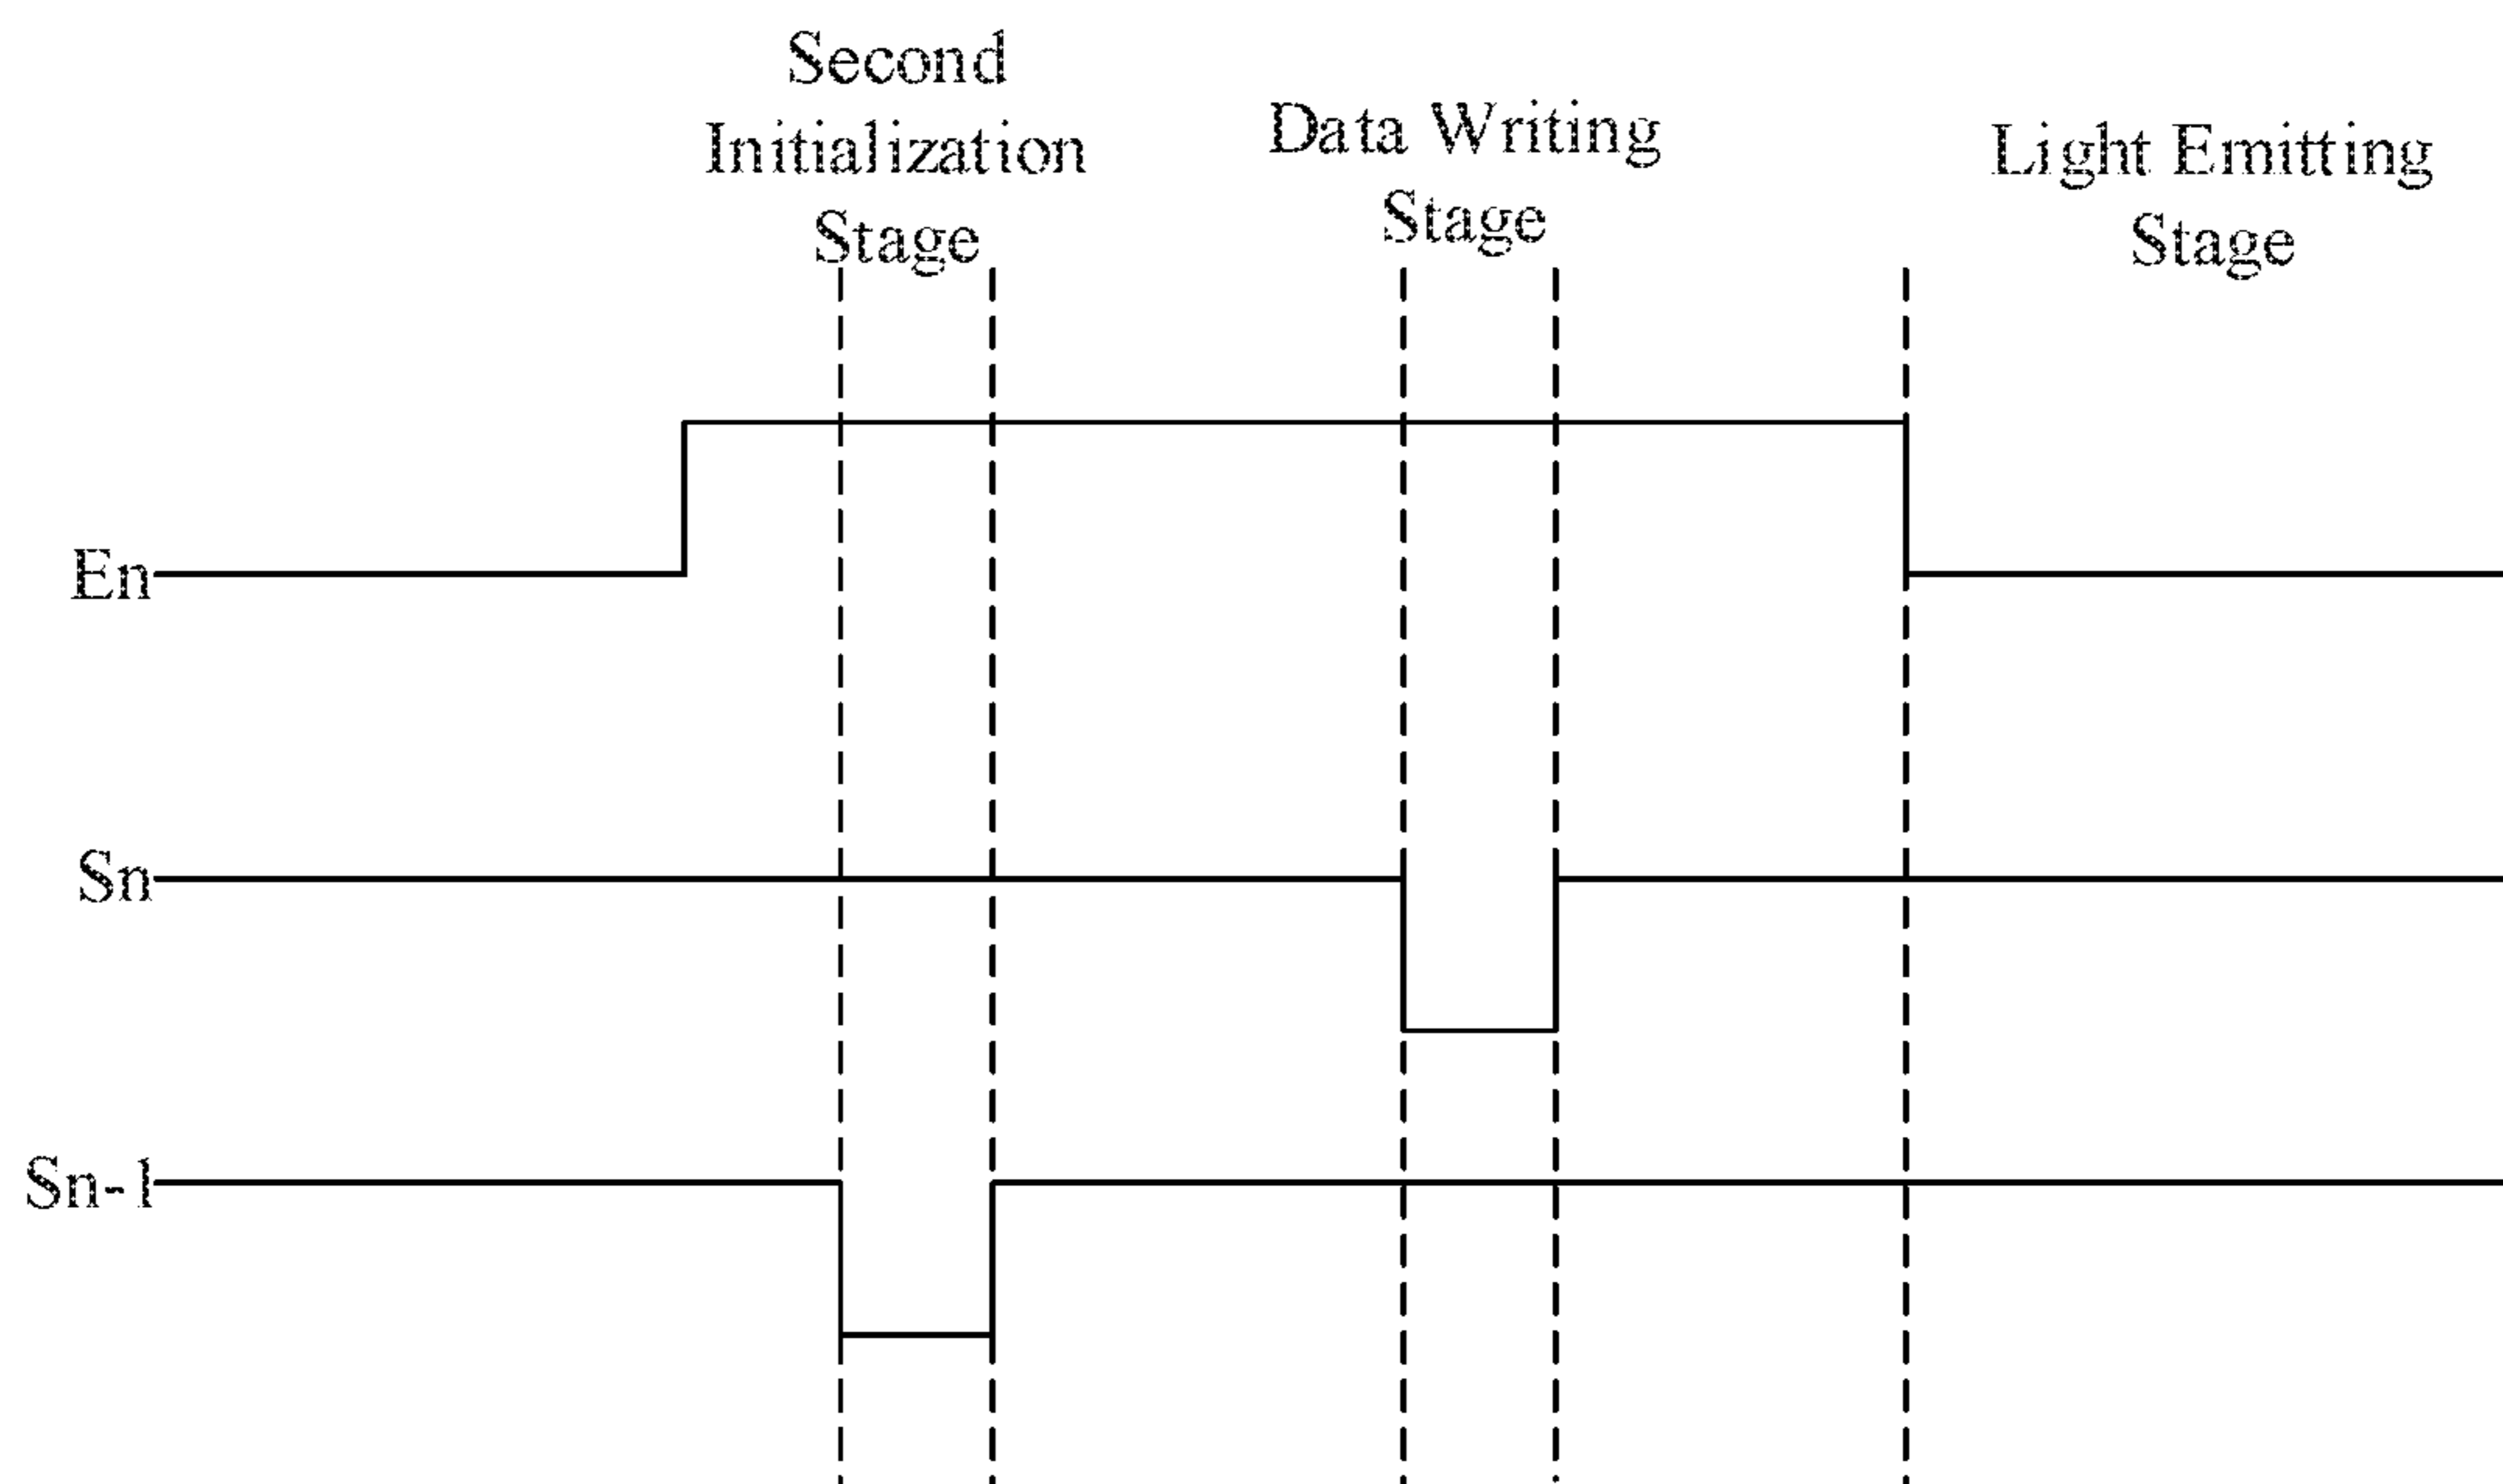 Second
Initialization
Stage
Data Writing
Stage
Light Emitting
Stage
En
Sn
Sn-1